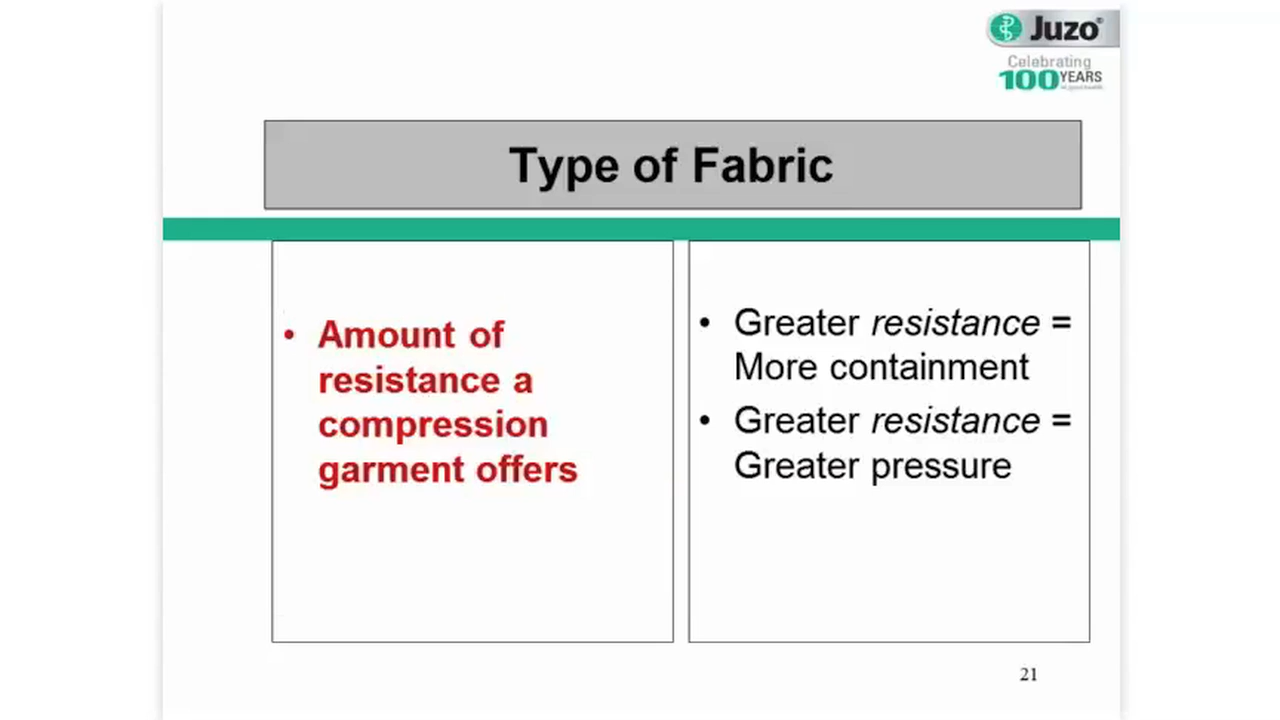 Juzo®
Celebrating
100 YEARS
Type of Fabric
• Amount of
resistance a
compression
garment offers
• Greater resistance =
More containment
• Greater resistance =
Greater pressure
21